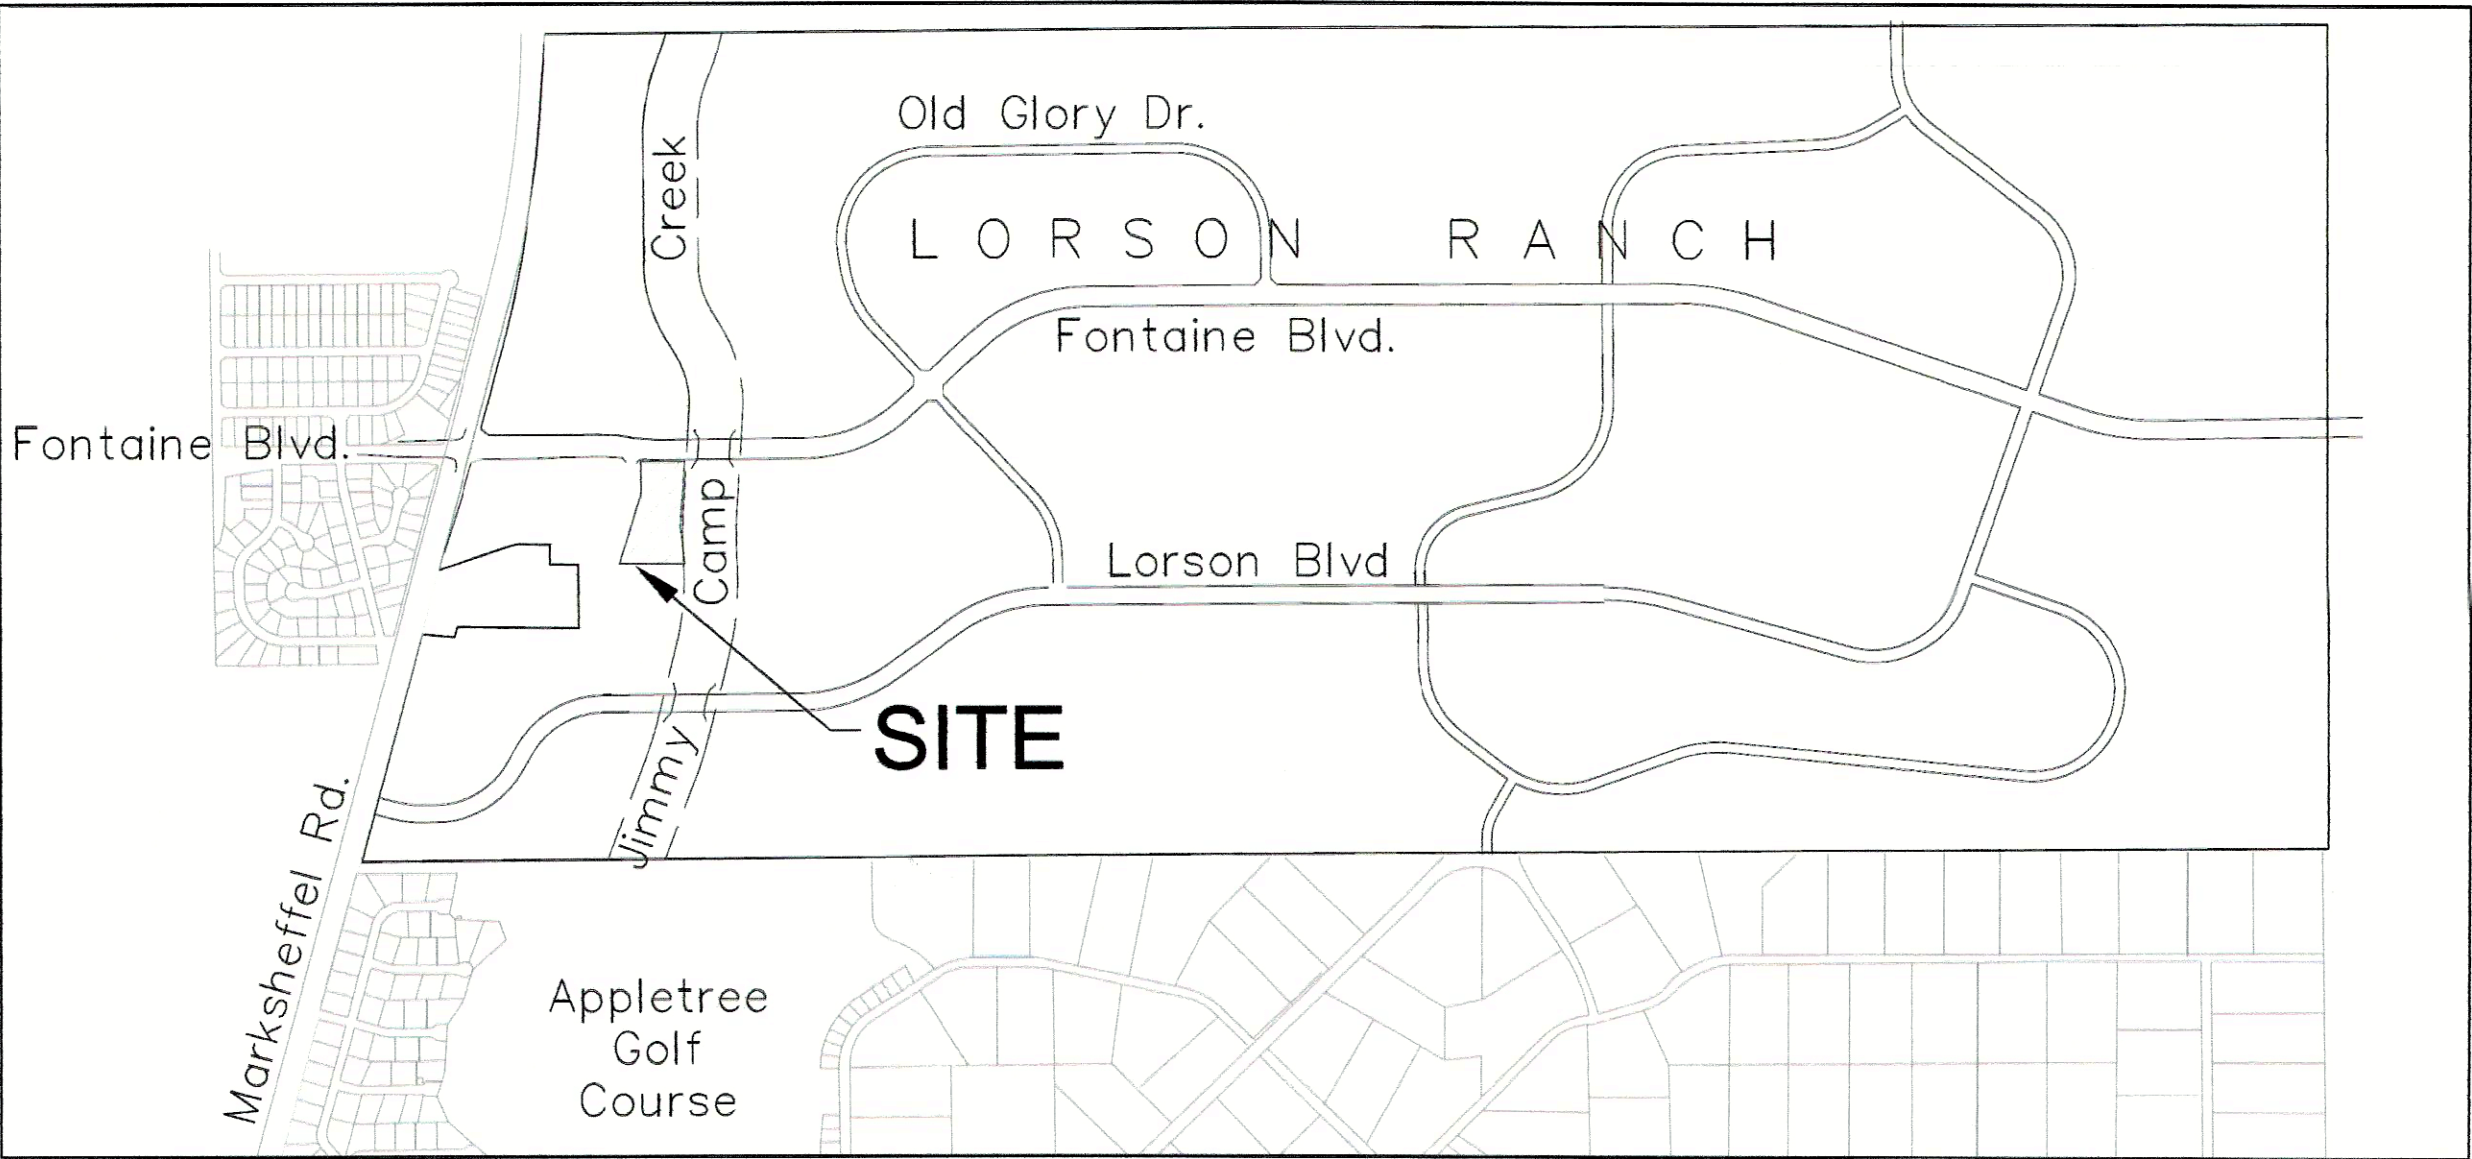 Old Glory Dr.
Creek
LORSON RANCH
Fontaine Blvd.
Fontaine Blvd.
Camp
Lorson Blvd
SITE
Jimmy
Marksheffel Rd.
Appletree
Golf
Course